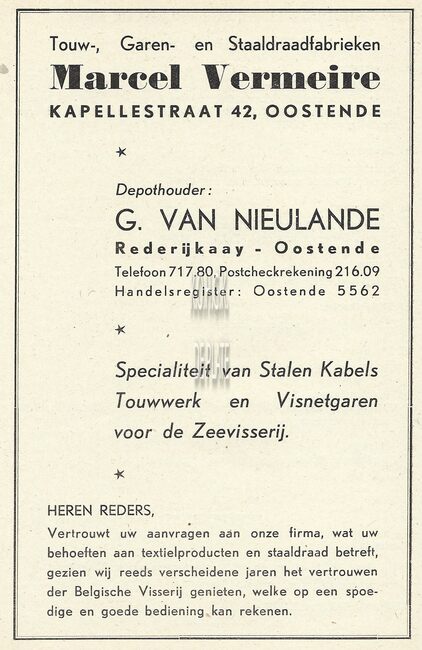 Touw-, Garen- en Staaldraadfabrieken
Marcel Vermeire
KAPELLESTRAAT 42, OOSTENDE
Depothouder:
G. VAN NIEULANDE
Rederijkaay - Oostende
Telefoon 717.80, Postcheckrekening 216.09
Handelsregister: Oostende 5562
Specialiteit van Stalen Kabels
Touwwerk en Visnetgaren
voor de Zeevisserij.
HEREN REDERS,
Vertrouwt uw aanvragen aan onze firma, wat uw
behoeften aan textielproducten en staaldraad betreft,
gezien wij reeds verscheidene jaren het vertrouwen
der Belgische Visserij genieten, welke op een spoe-
dige en goede bediening kan rekenen.